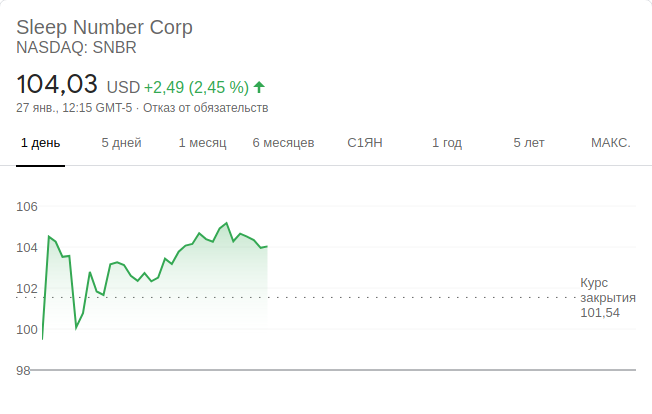 Sleep Number Corp
NASDAQ: SNBR
104,03 USD +2,49 (2,45 %)
27 янв., 12:15 GMT-5 · Отказ от обязательств
1 день 5 дней 1 месяц 6 месяцев С1ЯН 1 год 5 лет МАКС.
106
104
102
100
98
Курс
закрытия
101,54